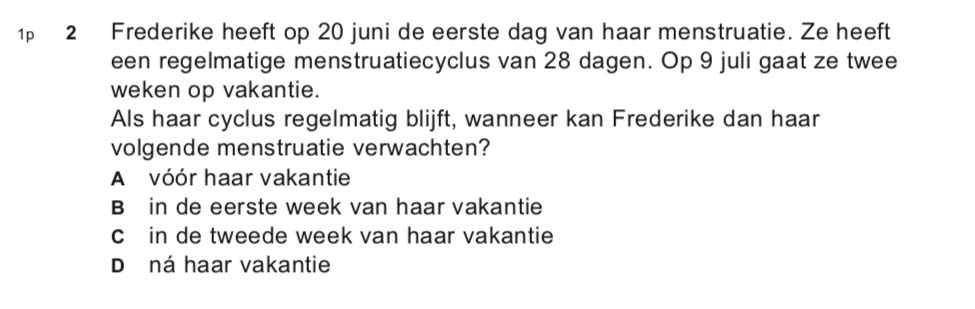 1p 2 Frederike heeft op 20 juni de eerste dag van haar menstruatie. Ze heeft
een regelmatige menstruatiecyclus van 28 dagen. Op 9 juli gaat ze twee
weken op vakantie.
Als haar cyclus regelmatig blijft, wanneer kan Frederike dan haar
volgende menstruatie verwachten?
A vóór haar vakantie
B in de eerste week van haar vakantie
C in de tweede week van haar vakantie
D ná haar vakantie